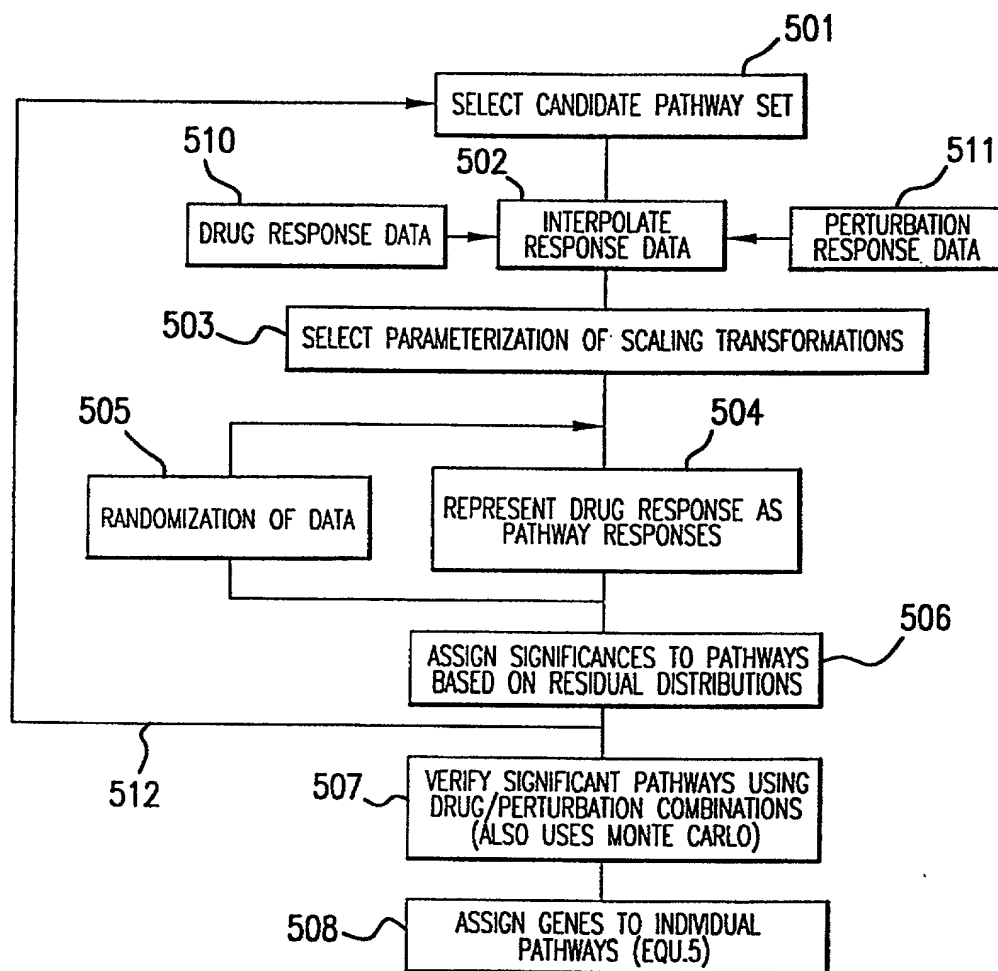 501
SELECT CANDIDATE PATHWAY SET
510
502
511
DRUG RESPONSE DATA
INTERPOLATE
RESPONSE DATA
PERTURBATION
RESPONSE DATA
503
SELECT PARAMETERIZATION OF SCALING TRANSFORMATIONS
505
504
RANDOMIZATION OF DATA
REPRESENT DRUG RESPONSE AS
PATHWAY RESPONSES
506
ASSIGN SIGNIFICANCES TO PATHWAYS
BASED ON RESIDUAL DISTRIBUTIONS
512
507
VERIFY SIGNIFICANT PATHWAYS USING
DRUG/PERTURBATION COMBINATIONS
(ALSO USES MONTE CARLO)
508
ASSIGN GENES TO INDIVIDUAL
PATHWAYS (EQU.5)